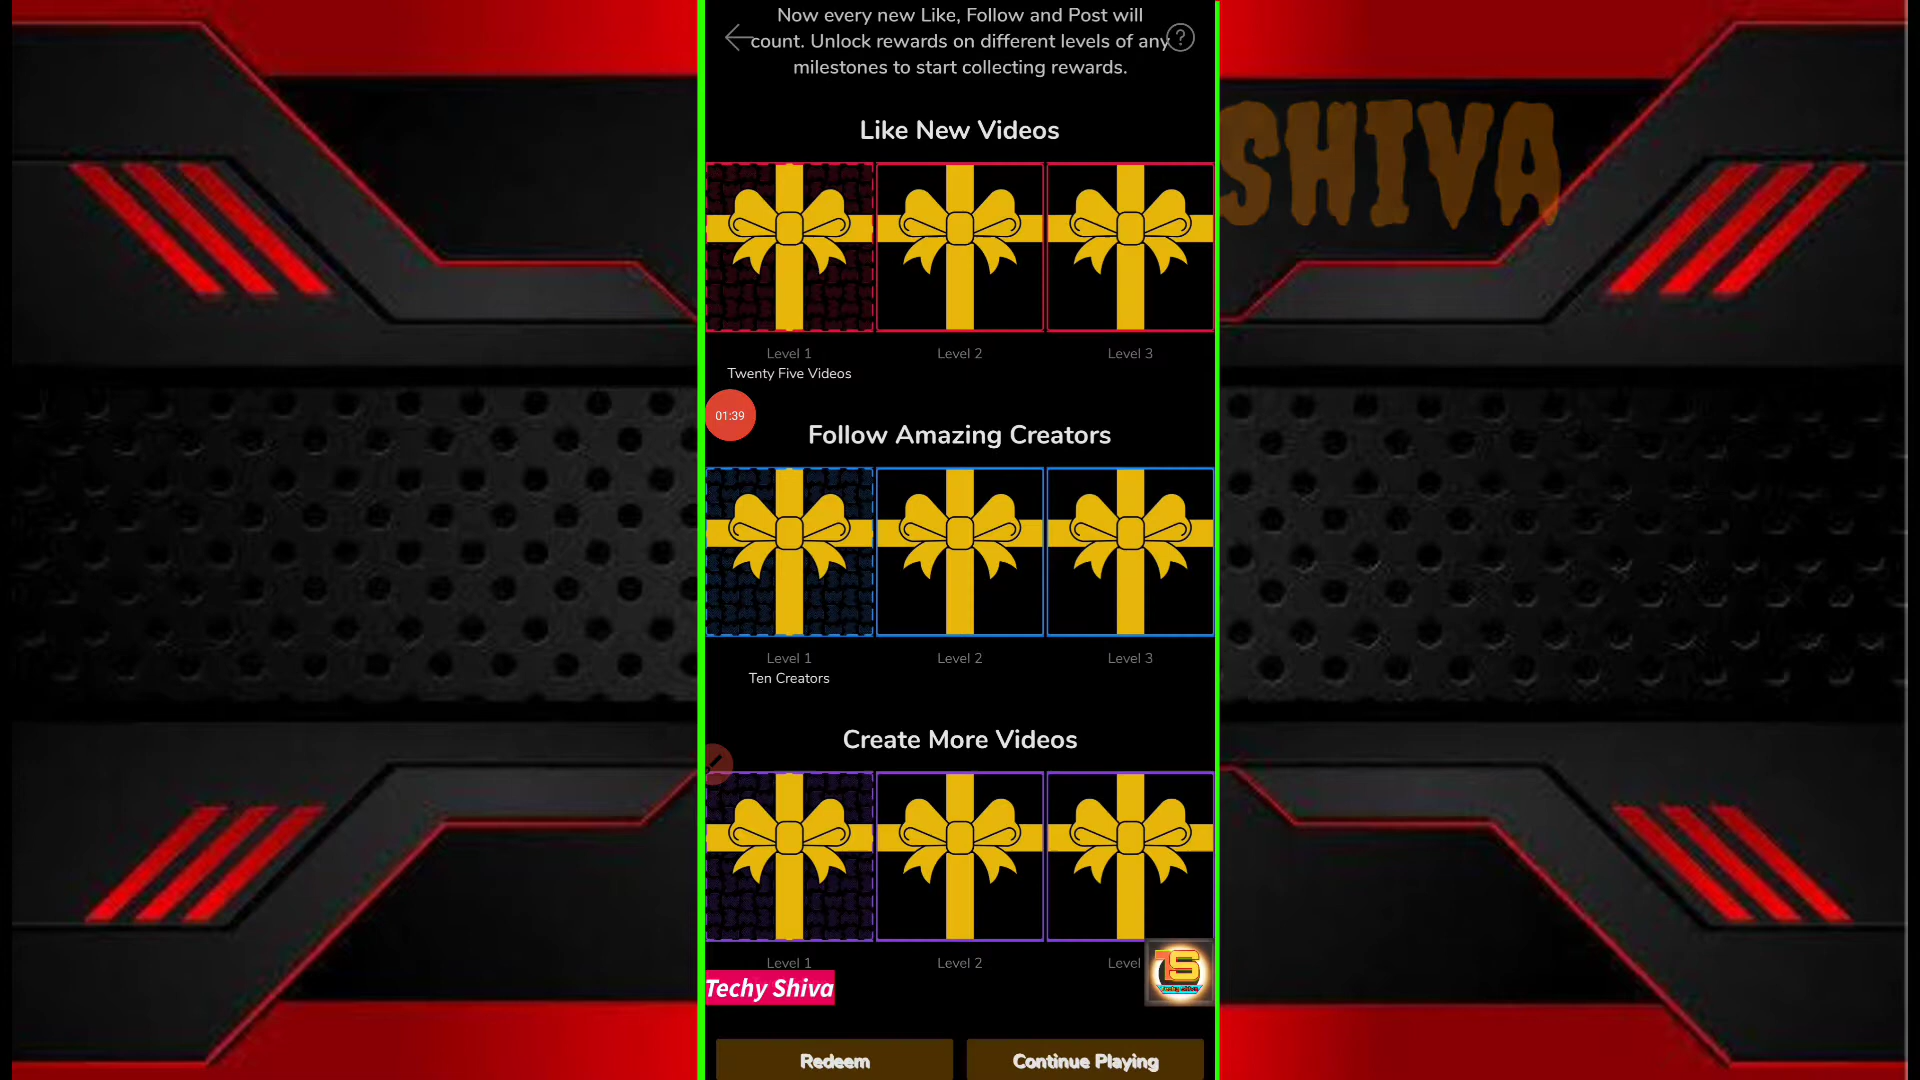 Now every new Like, Follow and Post will
count. Unlock rewards on different levels of any
milestones to start collecting rewards.
?
SHIVA
Like New Videos
Level 1
Level 2
Level 3
Twenty Five Videos
01:39
Follow Amazing Creators
Level 1
Level 2
Level 3
Ten Creators
Create More Videos
Level 1
Level 2
Level
Techy Shiva
TS
Techy Shiva
Redeem
Continue Playing